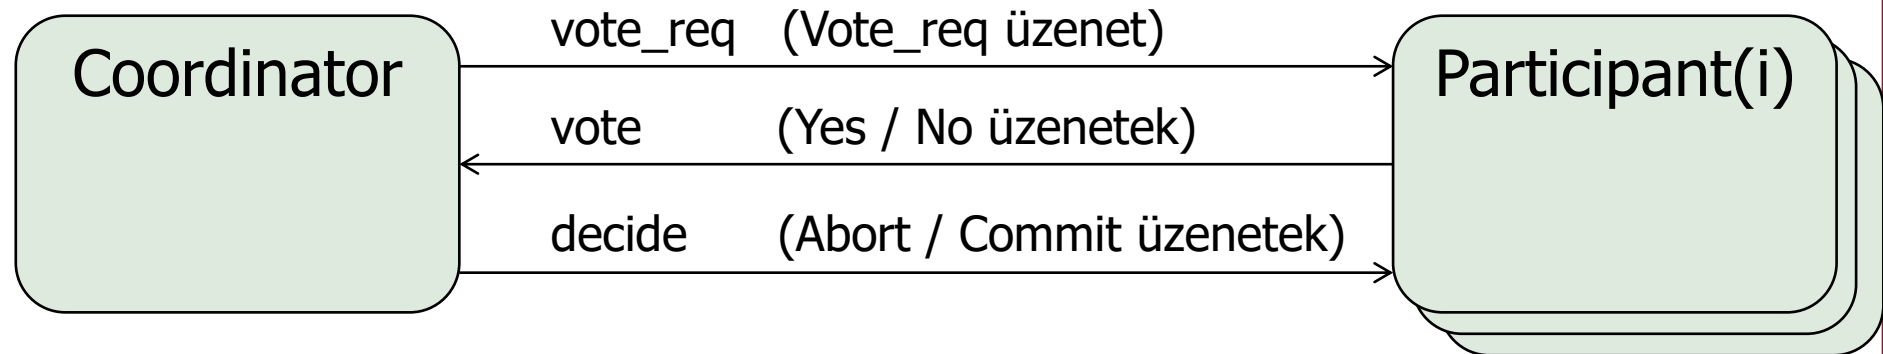 Coordinator
vote_req (Vote_req üzenet)
vote (Yes / No üzenetek)
decide (Abort / Commit üzenetek)
Participant(i)